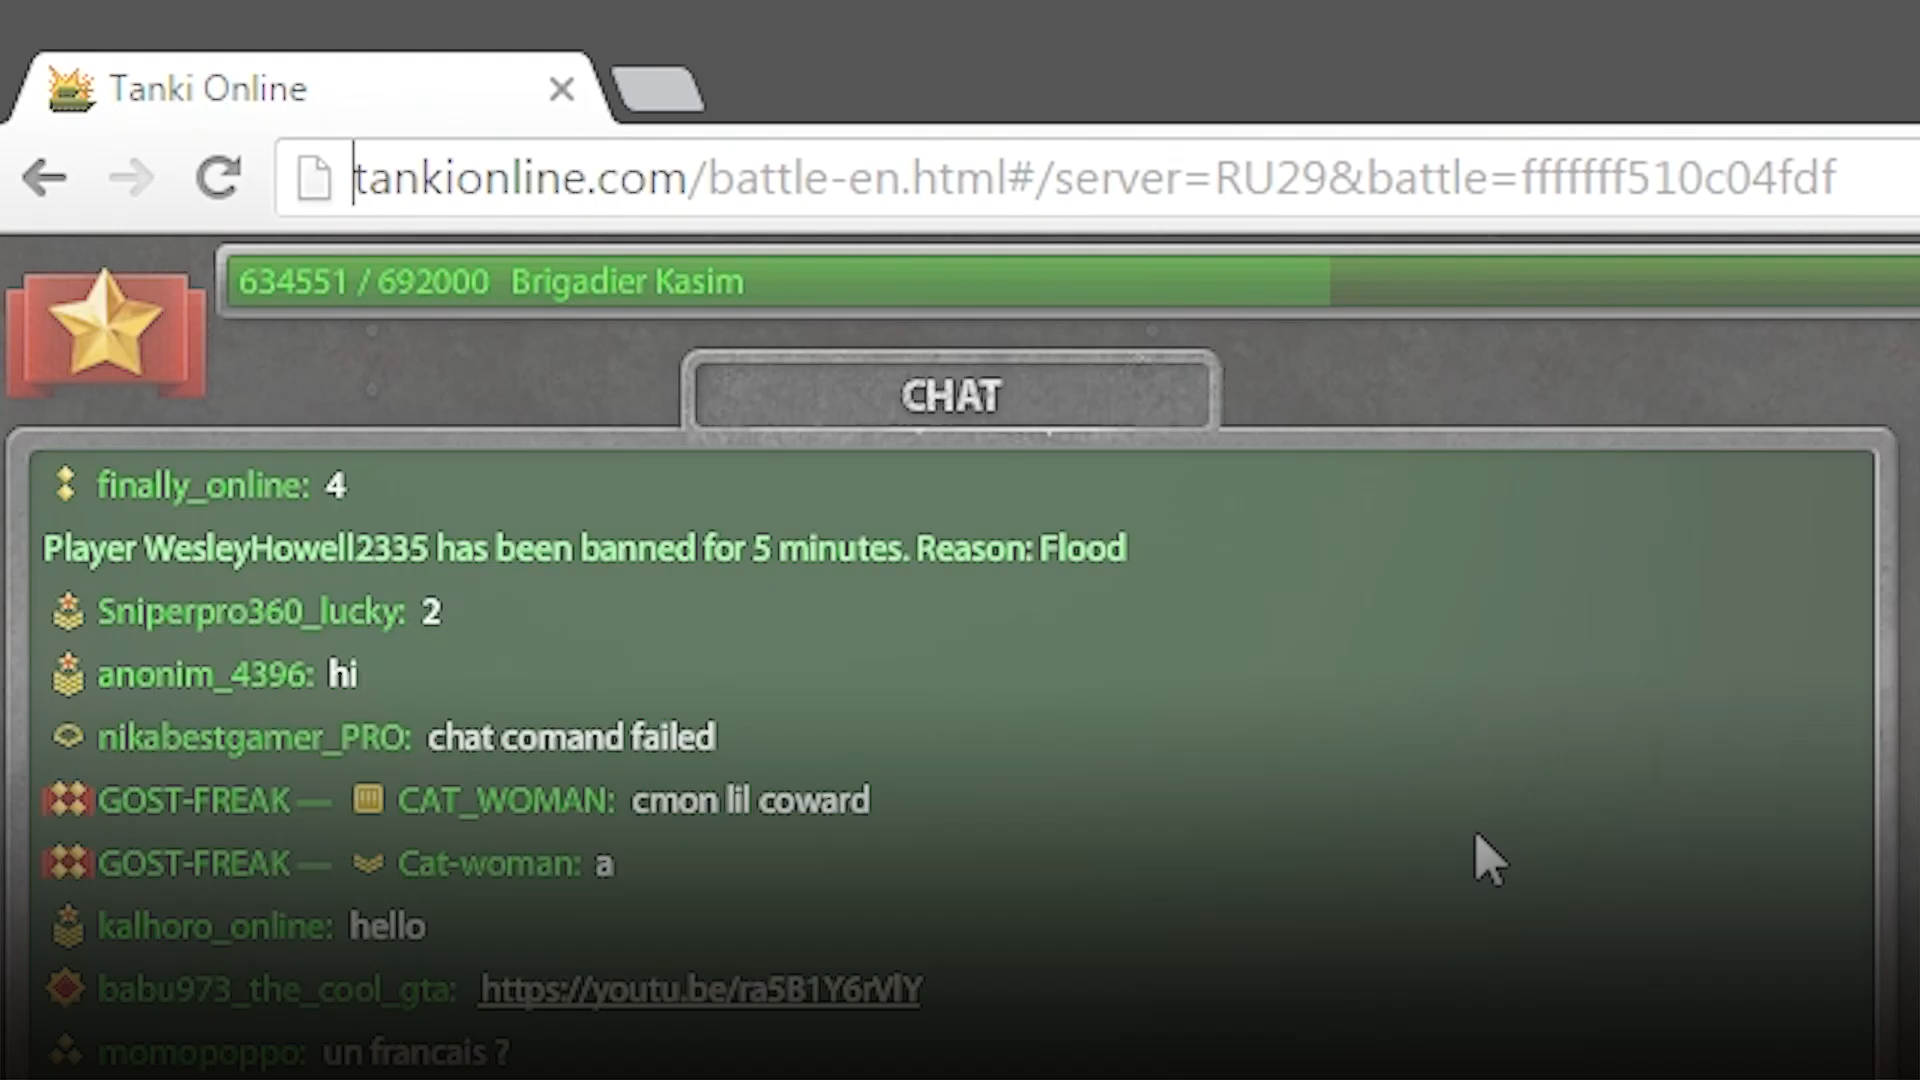 Tanki Online
tankionline.com/battle-en.html#/server=RU29&battle=fffffff510c04fdf
634551 / 692000 Brigadier Kasim
CHAT
finally_online: 4
Player WesleyHowell2335 has been banned for 5 minutes. Reason: Flood
Sniperpro360_lucky: 2
anonim_4396: hi
nikabestgamer_PRO: chat comand failed
GOST-FREAK — CAT_WOMAN: cmon lil coward
GOST-FREAK — Cat-woman: a
kalhoro_online: hello
babu973_the_cool_gta: https://youtu.be/ra5B1Y6rVlY
momopoppo: un francais ?